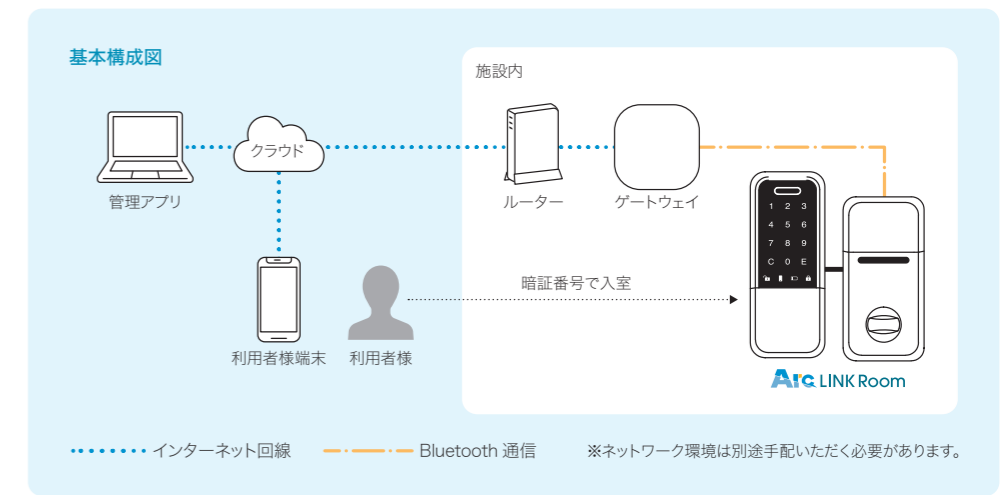 基本構成図
施設内
クラウド
管理アプリ
ルーター
ゲートウェイ
1 2 3
4 5 6
7 8 9
C 0 E
暗証番号で入室
利用者様端末
利用者様
Arc LINK Room
インターネット回線
Bluetooth 通信
※ネットワーク環境は別途手配いただく必要があります。